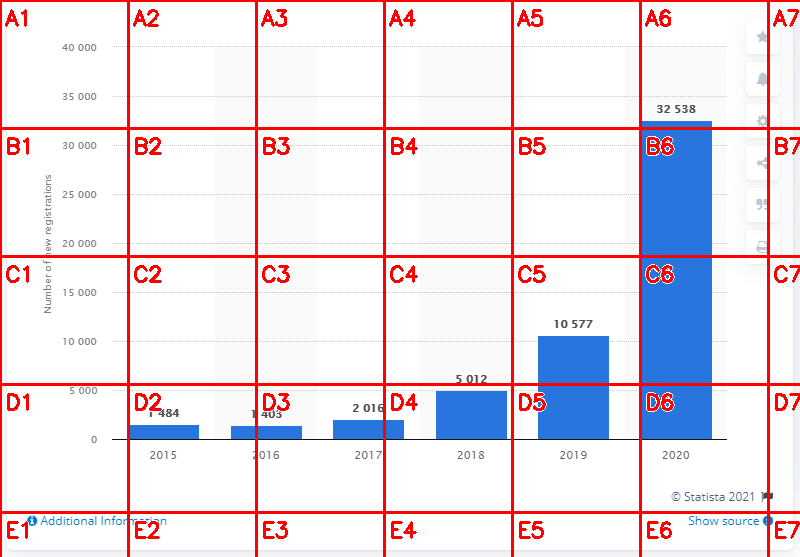 40 000
35 000
30 000
25 000
20 000
15 000
10 000
5 000
0
Number of new registrations
1 484
1 403
2 016
5 012
10 577
32 538
2015
2016
2017
2018
2019
2020
© Statista 2021
Additional Information
Show source
A1 A2 A3 A4 A5 A6 A7
B1 B2 B3 B4 B5 B6 B7
C1 C2 C3 C4 C5 C6 C7
D1 D2 D3 D4 D5 D6 D7
E1 E2 E3 E4 E5 E6 E7